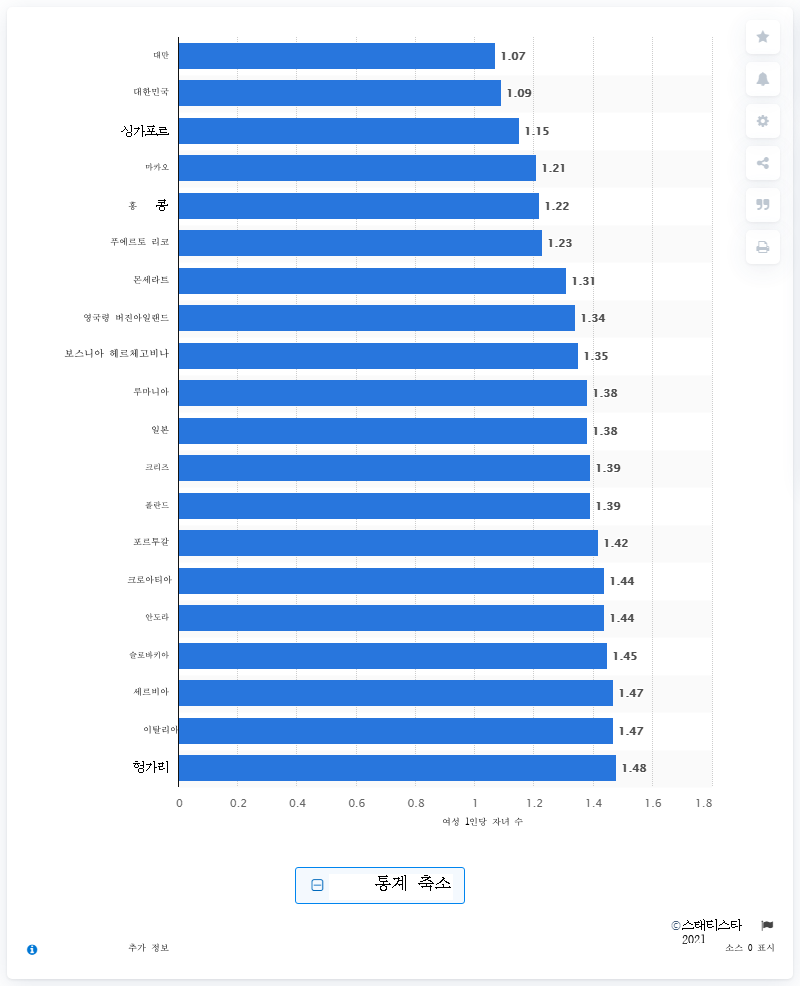 대만 1.07
대한민국 1.09
싱가포르 1.15
마카오 1.21
홍 콩 1.22
푸에르토 리코 1.23
몬세라트 1.31
영국령 버진아일랜드 1.34
보스니아 헤르체고비나 1.35
루마니아 1.38
일본 1.38
그리즈 1.39
폴란드 1.39
포르투갈 1.42
크로아티아 1.44
안도라 1.44
슬로바키아 1.45
세르비아 1.47
이탈리아 1.47
헝가리 1.48
0 0.2 0.4 0.6 0.8 1 1.2 1.4 1.6 1.8
여성 1인당 자녀 수
통계 축소
©스태티스타 2021
추가 정보
소스 0 표시